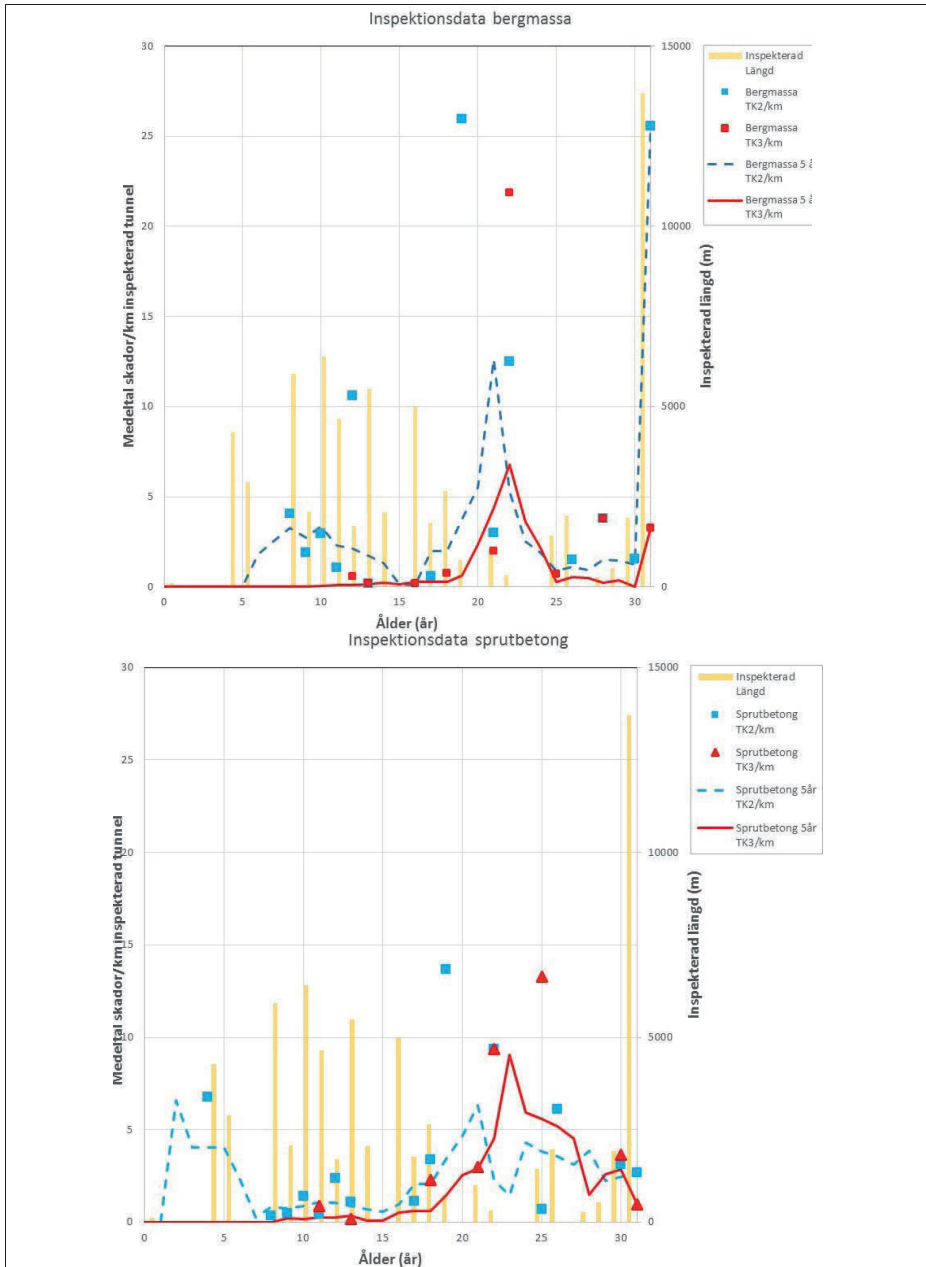 Inspektionsdata bergmassa
30
25
20
15
10
5
0
Medeltal skador/km inspekterad tunnel
0 5 10 15 20 25 30
Ålder (år)
15000
10000
5000
0
Inspekterad längd (m)
Inspekterad
Längd
Bergmassa
TK2/km
Bergmassa
TK3/km
Bergmassa 5 å
TK2/km
Bergmassa 5 å
TK3/km
Inspektionsdata sprutbetong
30
25
20
15
10
5
0
Medeltal skador/km inspekterad tunnel
0 5 10 15 20 25 30
Ålder (år)
15000
10000
5000
0
Inspekterad längd (m)
Inspekterad
Längd
Sprutbetong
TK2/km
Sprutbetong
TK3/km
Sprutbetong 5år
TK2/km
Sprutbetong 5år
TK3/km